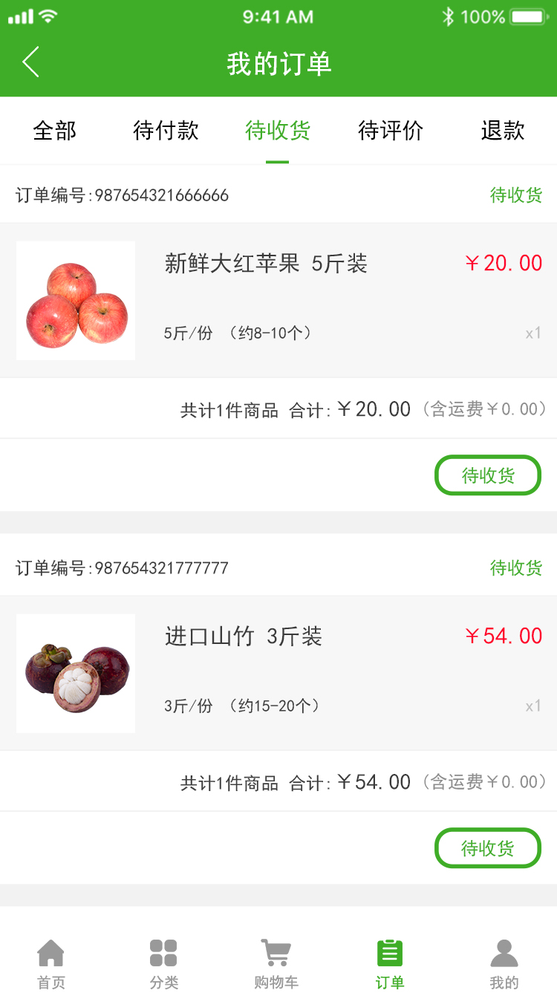 9:41 AM 100%
我的订单
全部 待付款 待收货 待评价 退款
订单编号:987654321666666 待收货
新鲜大红苹果 5斤装 ￥20.00
5斤/份 （约8-10个） x1
共计1件商品 合计:￥20.00（含运费￥0.00）
待收货
订单编号:987654321777777 待收货
进口山竹 3斤装 ￥54.00
3斤/份 （约15-20个） x1
共计1件商品 合计:￥54.00（含运费￥0.00）
待收货
首页 分类 购物车 订单 我的